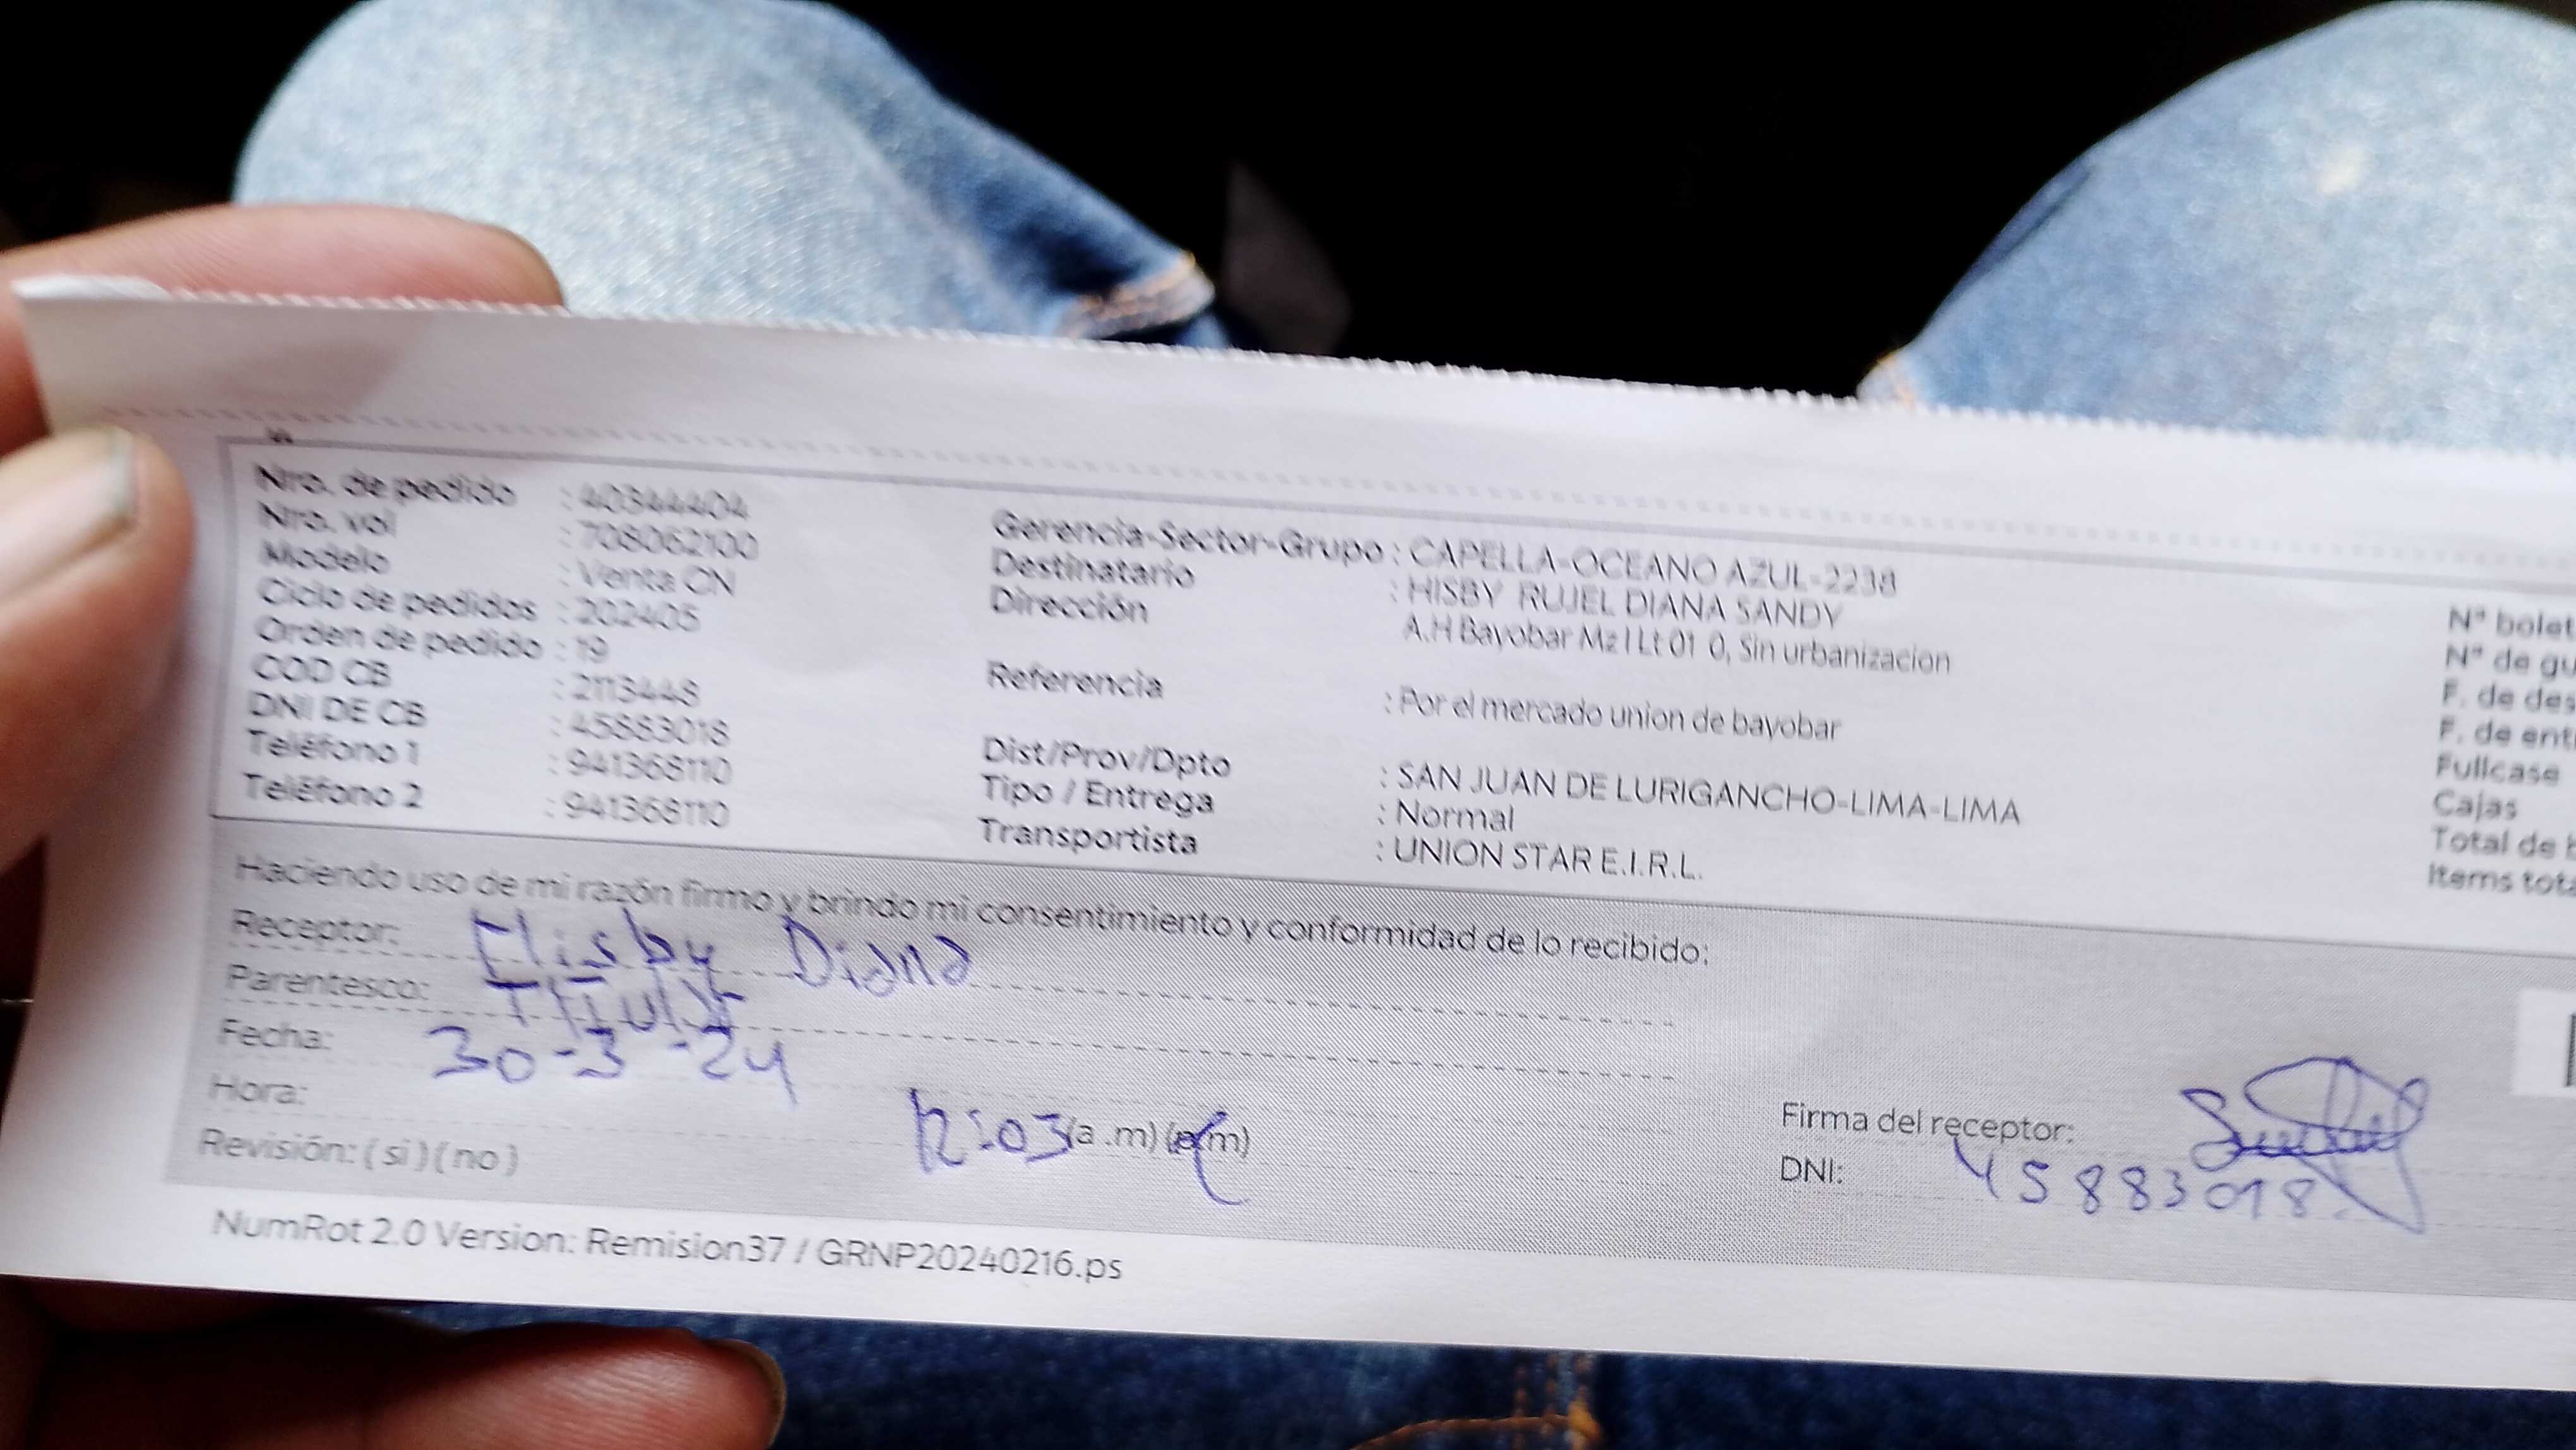 Nro. de pedido : 40344404
Nro. vol : 708062100
Modelo : Venta CN
Ciclo de pedidos : 202405
Orden de pedido : 19
COD CB : 2113448
DNI DE CB : 45883018
Teléfono 1 : 941368110
Teléfono 2 : 941368110
Gerencia-Sector-Grupo : CAPELLA-OCEANO AZUL-2238
Destinatario : HISBY RUJEL DIANA SANDY
Dirección A.H Bayobar Mz I Lt 01 0, Sin urbanizacion
Referencia : Por el mercado union de bayobar
Dist/Prov/Dpto : SAN JUAN DE LURIGANCHO-LIMA-LIMA
Tipo / Entrega : Normal
Transportista : UNION STAR E.I.R.L.
N° bolet
N° de gu
F. de des
F. de ent
Fullcase
Cajas
Total de b
Items tota
Haciendo uso de mi razón firmo y brindo mi consentimiento y conformidad de lo recibido:
Receptor: Hisby Diana
Parentesco:
Fecha: 30-3-24
Hora: 12:03 (a.m) (p.m)
Revisión: ( si ) ( no )
Firma del receptor:
DNI: 45883018
NumRot 2.0 Version: Remision37 / GRNP20240216.ps